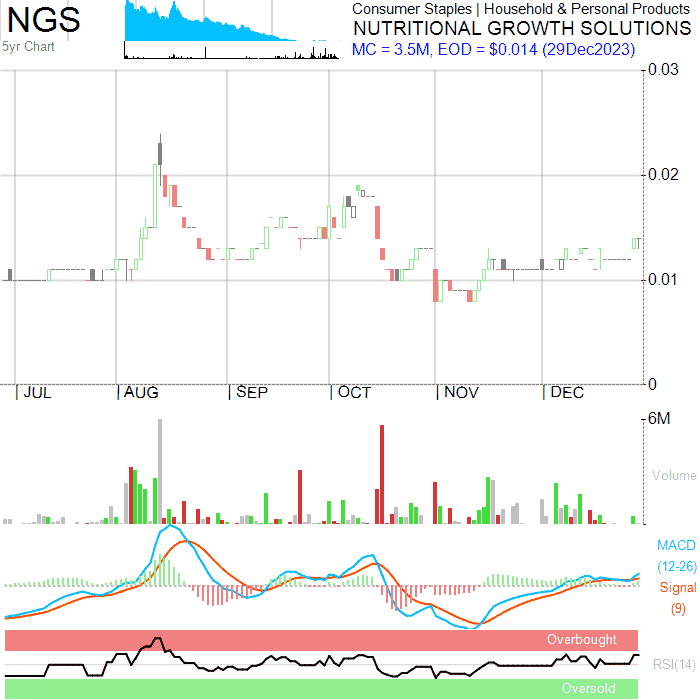 NGS
5yr Chart
Consumer Staples | Household & Personal Products
NUTRITIONAL GROWTH SOLUTIONS
MC = 3.5M, EOD = $0.014 (29Dec2023)
0.03
0.02
0.01
0
JUL AUG SEP OCT NOV DEC
6M
Volume
MACD
(12-26)
Signal
(9)
Overbought
RSI(14)
Oversold